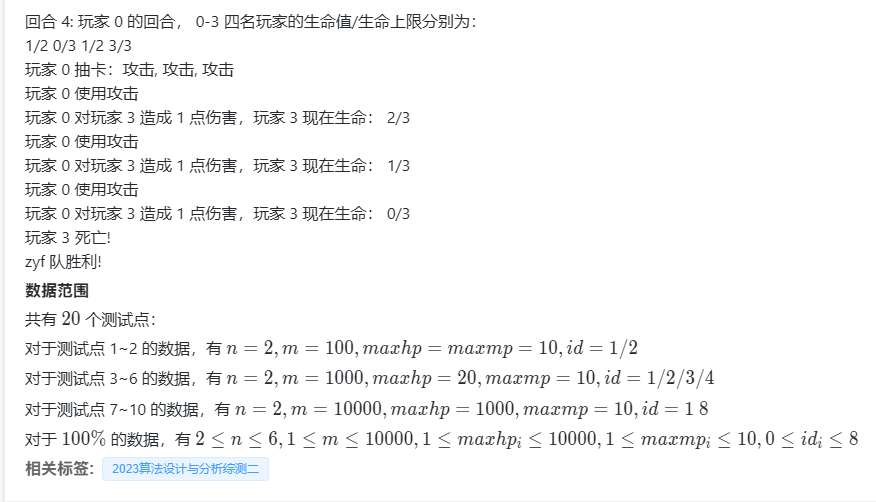 回合 4: 玩家 0 的回合， 0-3 四名玩家的生命值/生命上限分别为：
1/2 0/3 1/2 3/3
玩家 0 抽卡：攻击, 攻击, 攻击
玩家 0 使用攻击
玩家 0 对玩家 3 造成 1 点伤害，玩家 3 现在生命： 2/3
玩家 0 使用攻击
玩家 0 对玩家 3 造成 1 点伤害，玩家 3 现在生命： 1/3
玩家 0 使用攻击
玩家 0 对玩家 3 造成 1 点伤害，玩家 3 现在生命： 0/3
玩家 3 死亡!
zyf 队胜利!
数据范围
共有 20 个测试点：
对于测试点 1~2 的数据，有 n = 2, m = 100, maxhp = maxmp = 10, id = 1/2
对于测试点 3~6 的数据，有 n = 2, m = 1000, maxhp = 20, maxmp = 10, id = 1/2/3/4
对于测试点 7~10 的数据，有 n = 2, m = 10000, maxhp = 1000, maxmp = 10, id = 1 8
对于 100% 的数据，有 2 ≤ n ≤ 6, 1 ≤ m ≤ 10000, 1 ≤ maxhp_i ≤ 10000, 1 ≤ maxmp_i ≤ 10, 0 ≤ id_i ≤ 8
相关标签： 2023算法设计与分析综测二